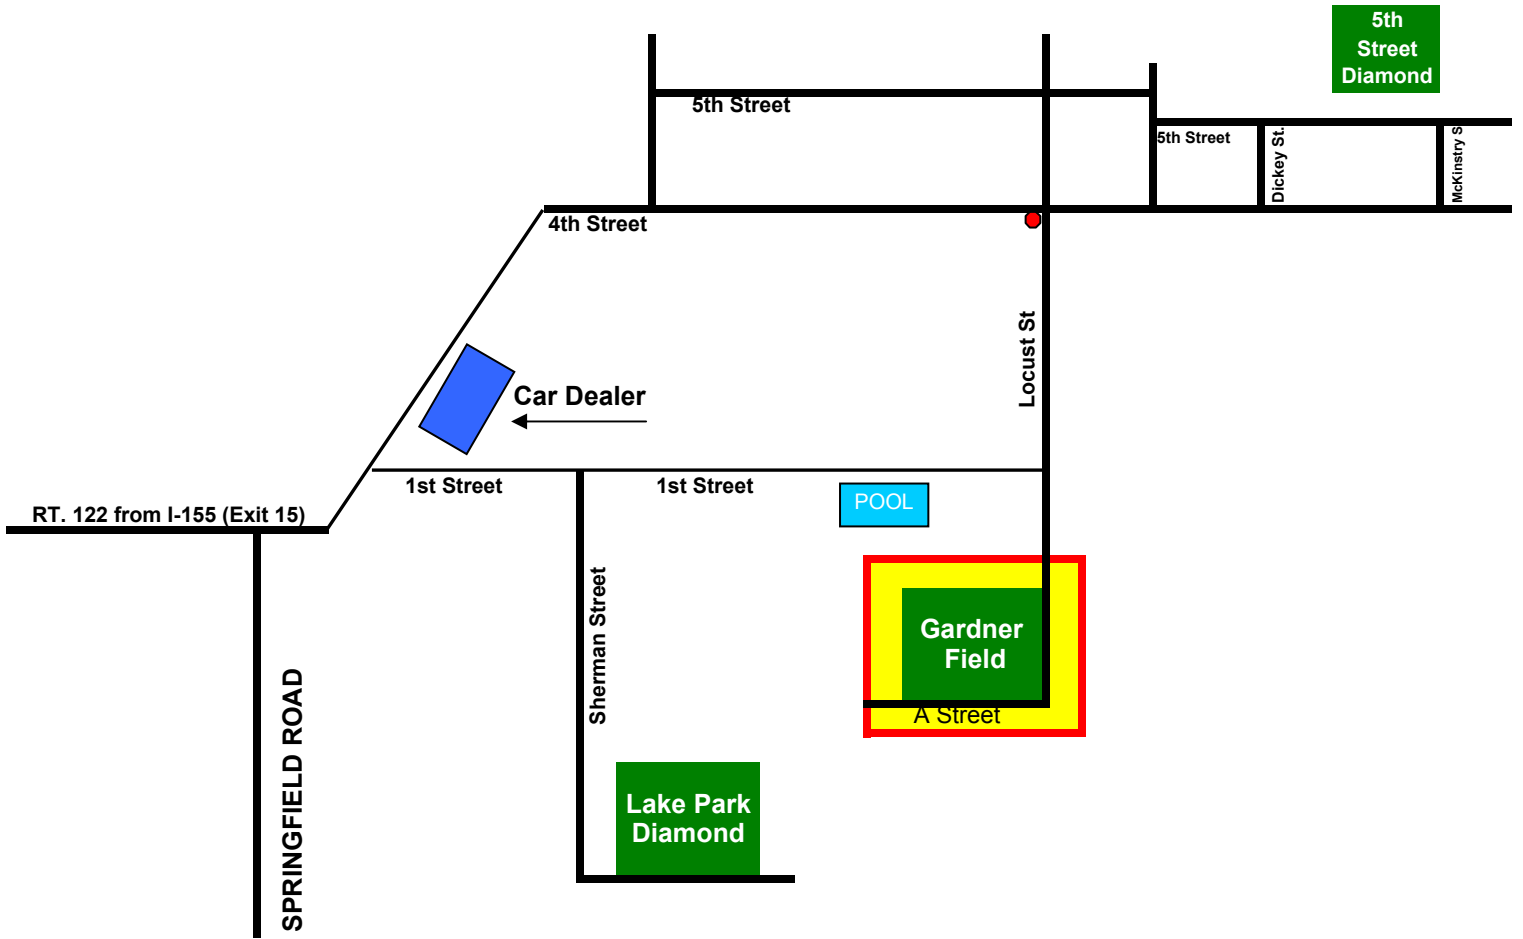 5th
Street
Diamond
5th Street
5th Street
Dickey St.
McKinstry S
4th Street
Locust St
Car Dealer
1st Street
1st Street
POOL
RT. 122 from I-155 (Exit 15)
Sherman Street
Gardner
Field
A Street
SPRINGFIELD ROAD
Lake Park
Diamond